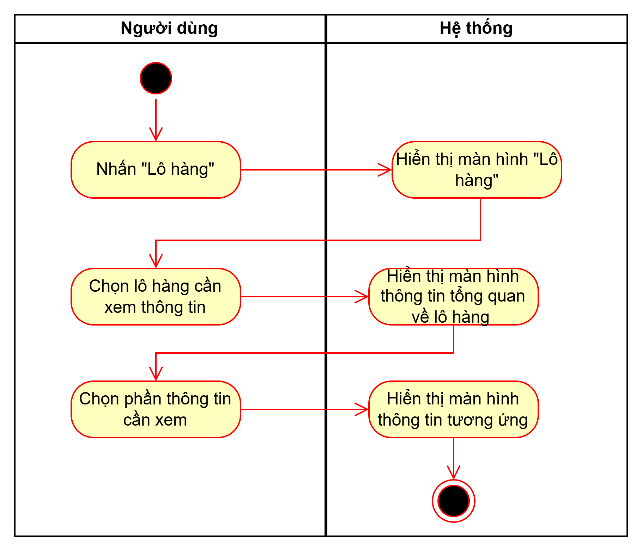 Người dùng
Hệ thống
Nhấn "Lô hàng"
Hiển thị màn hình "Lô
hàng"
Chọn lô hàng cần
xem thông tin
Hiển thị màn hình
thông tin tổng quan
về lô hàng
Chọn phần thông tin
cần xem
Hiển thị màn hình
thông tin tương ứng